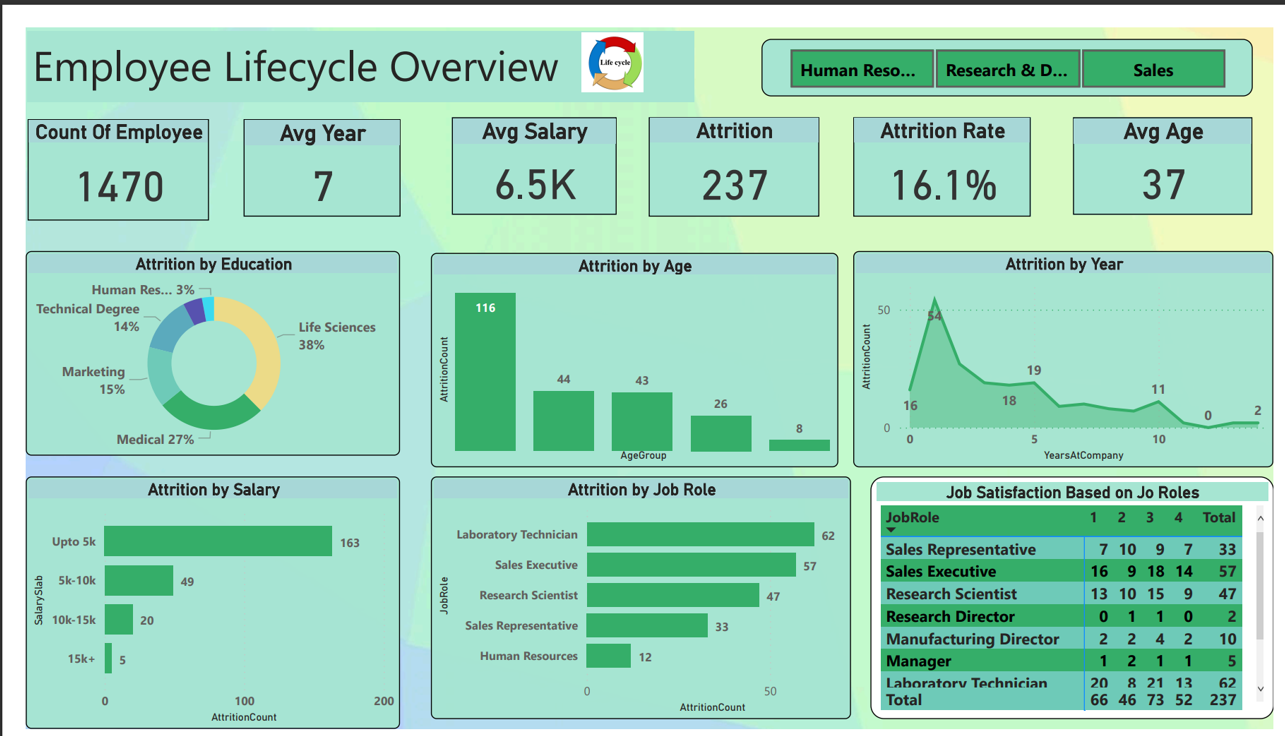 Employee Lifecycle Overview
Life cycle
Human Reso...
Research & D...
Sales
Count Of Employee
1470
Avg Year
7
Avg Salary
6.5K
Attrition
237
Attrition Rate
16.1%
Avg Age
37
Attrition by Education
Human Res... 3%
Technical Degree
14%
Marketing
15%
Medical 27%
Life Sciences
38%
Attrition by Age
AttritionCount
116
44
43
26
8
AgeGroup
Attrition by Year
AttritionCount
50
0
16
54
18
19
11
0
2
0
5
10
YearsAtCompany
Attrition by Salary
SalarySlab
Upto 5k
163
5k-10k
49
10k-15k
20
15k+
5
0
100
200
AttritionCount
Attrition by Job Role
JobRole
Laboratory Technician
62
Sales Executive
57
Research Scientist
47
Sales Representative
33
Human Resources
12
0
50
AttritionCount
Job Satisfaction Based on Jo Roles
JobRole 1 2 3 4 Total
Sales Representative 7 10 9 7 33
Sales Executive 16 9 18 14 57
Research Scientist 13 10 15 9 47
Research Director 0 1 1 0 2
Manufacturing Director 2 2 4 2 10
Manager 1 2 1 1 5
Laboratory Technician 20 8 21 13 62
Total 66 46 73 52 237